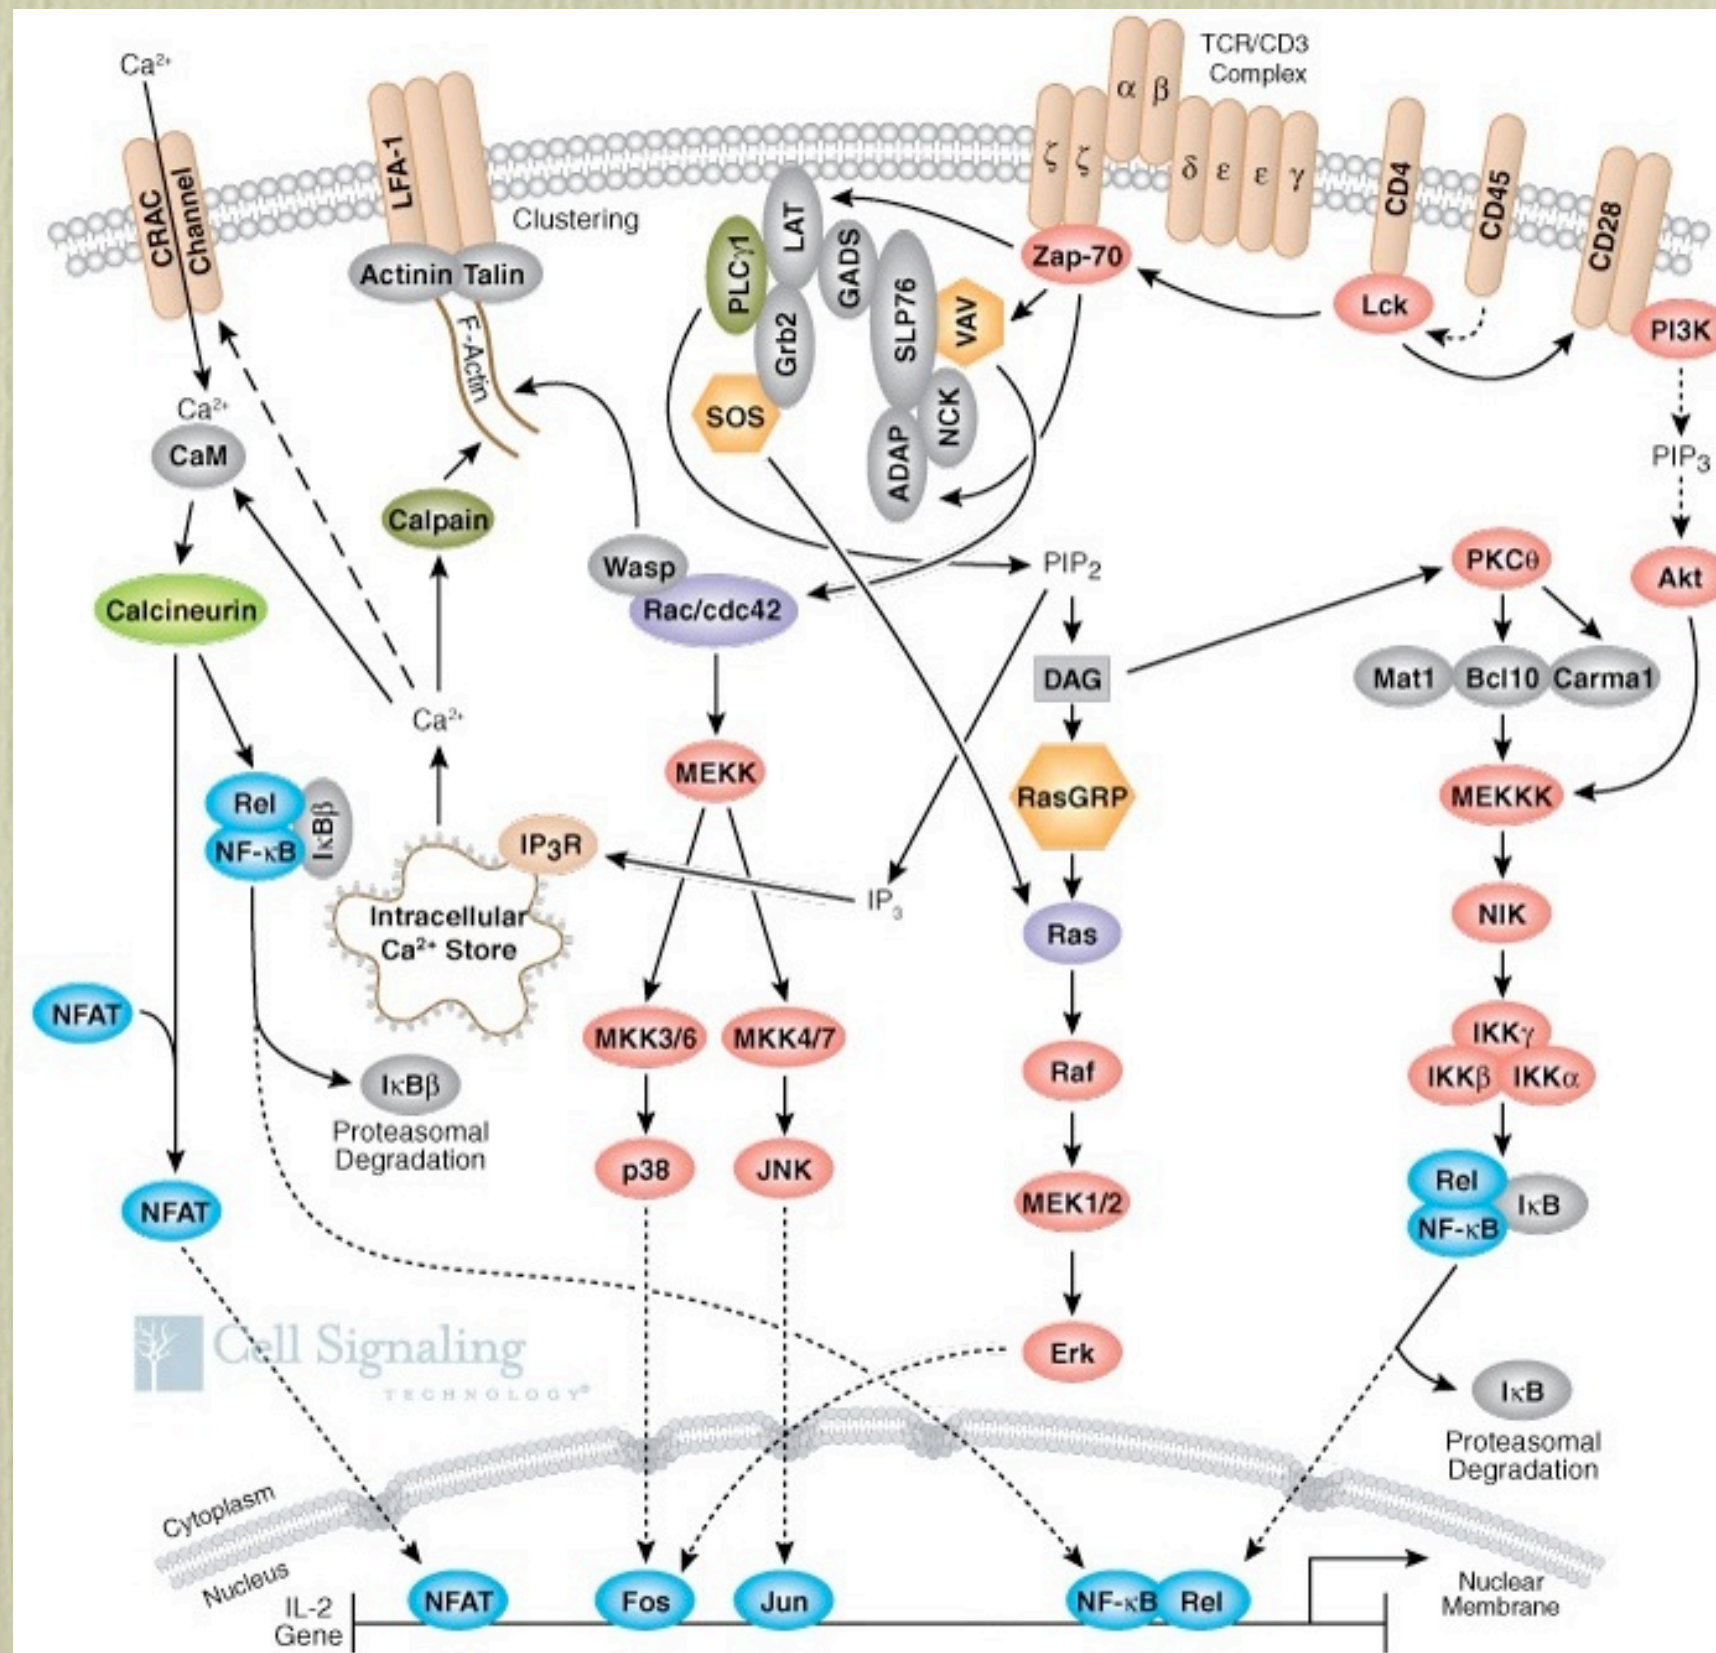 Ca²⁺
CRAC
Channel
LFA-1
Clustering
Actinin
Talin
F-Actin
TCR/CD3
Complex
α
β
ζ
ζ
δ
ε
ε
γ
CD4
CD45
CD28
Zap-70
Lck
PI3K
PLCγ1
LAT
GADS
Grb2
SLP76
VAV
SOS
ADAP
NCK
Ca²⁺
CaM
PIP₃
Calpain
Calcineurin
Wasp
Rac/cdc42
PIP₂
PKCθ
Akt
DAG
Mat1
Bcl10
Carma1
Ca²⁺
MEKK
RasGRP
MEKKK
Rel
NF-κB
IκBβ
IP₃R
IP₃
Intracellular
Ca²⁺ Store
Ras
NIK
NFAT
MKK3/6
MKK4/7
Raf
IKKγ
IKKβ
IKKα
IκBβ
Proteasomal
Degradation
p38
JNK
NFAT
MEK1/2
Rel
NF-κB
IκB
Cell Signaling
TECHNOLOGY®
Erk
IκB
Proteasomal
Degradation
Cytoplasm
Nucleus
IL-2
Gene
NFAT
Fos
Jun
NF-κB
Rel
Nuclear
Membrane